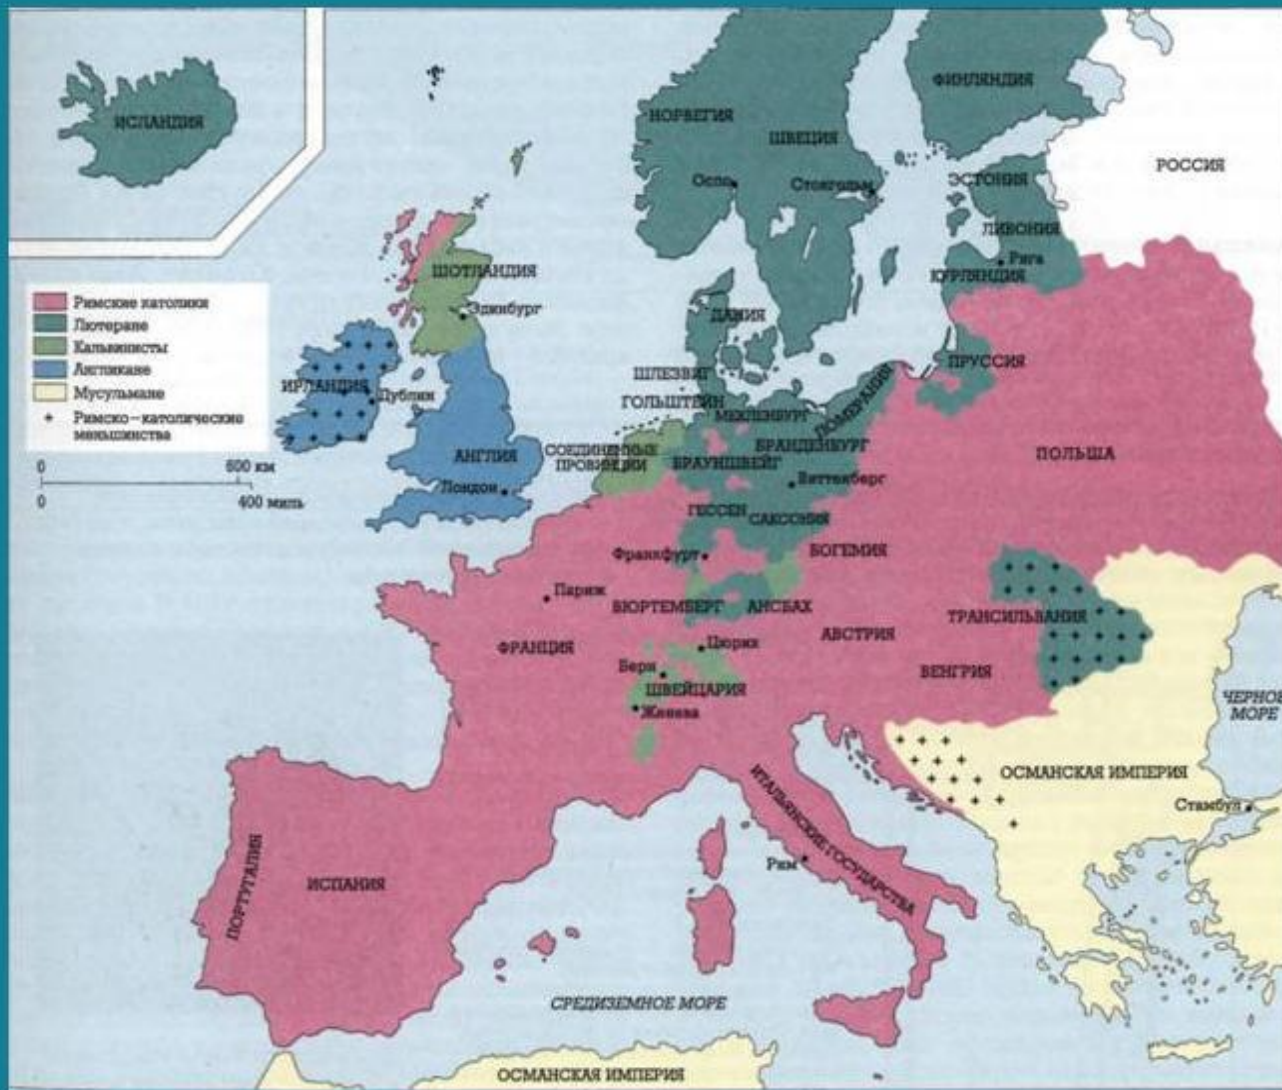 ИСЛАНДИЯ
НОРВЕГИЯ
ШВЕЦИЯ
ФИНЛЯНДИЯ
РОССИЯ
Осло
Стокгольм
ЭСТОНИЯ
ЛИВОНИЯ
Рига
КУРЛЯНДИЯ
ШОТЛАНДИЯ
Эдинбург
Римские католики
Лютеране
Кальвинисты
Англикане
Мусульмане
Римско-католические
меньшинства
0 600 км
400 миль
ИРЛАНДИЯ
Дублин
АНГЛИЯ
Лондон
ДАНИЯ
ШЛЕЗВИГ
ГОЛЬШТЕЙН
МЕКЛЕНБУРГ
ПОМЕРАНИЯ
ПРУССИЯ
СОЕДИНЕННЫЕ
ПРОВИНЦИИ
БРАУНШВЕЙГ
БРАНДЕНБУРГ
Виттенберг
ПОЛЬША
ГЕССЕН
САКСОНИЯ
Франкфурт
БОГЕМИЯ
Париж
ВЮРТЕМБЕРГ
АНСБАХ
ТРАНСИЛЬВАНИЯ
ФРАНЦИЯ
Цюрих
АВСТРИЯ
Берн
ШВЕЙЦАРИЯ
ВЕНГРИЯ
Женева
ЧЕРНОЕ
МОРЕ
ОСМАНСКАЯ ИМПЕРИЯ
Стамбул
ИТАЛЬЯНСКИЕ ГОСУДАРСТВА
Рим
ПОРТУГАЛИЯ
ИСПАНИЯ
СРЕДИЗЕМНОЕ МОРЕ
ОСМАНСКАЯ ИМПЕРИЯ